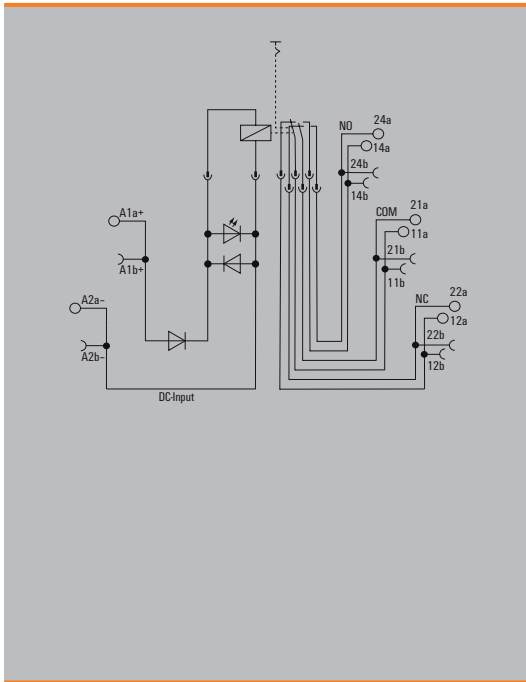 NO
24a
14a
24b
14b
A1a+
A1b+
COM
21a
11a
21b
11b
A2a–
A2b–
NC
22a
12a
22b
12b
DC-Input